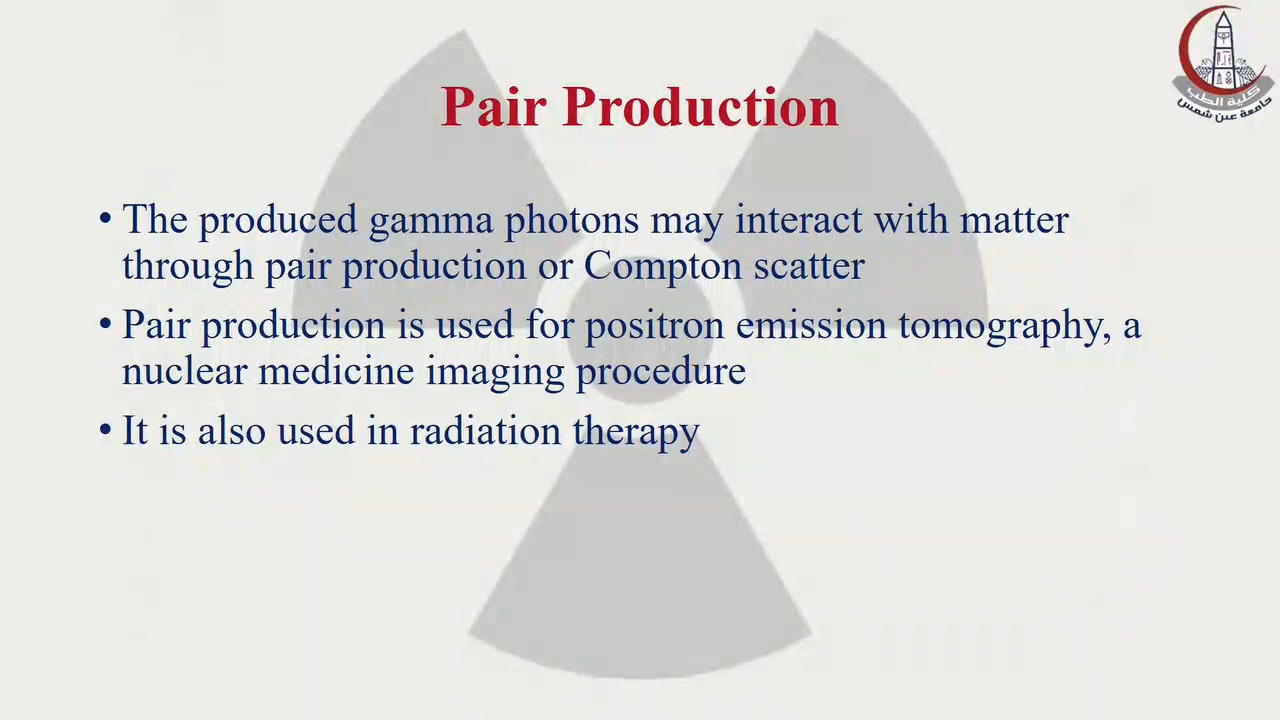 كلية الطب
جامعة عين شمس
Pair Production
• The produced gamma photons may interact with matter
through pair production or Compton scatter
• Pair production is used for positron emission tomography, a
nuclear medicine imaging procedure
• It is also used in radiation therapy